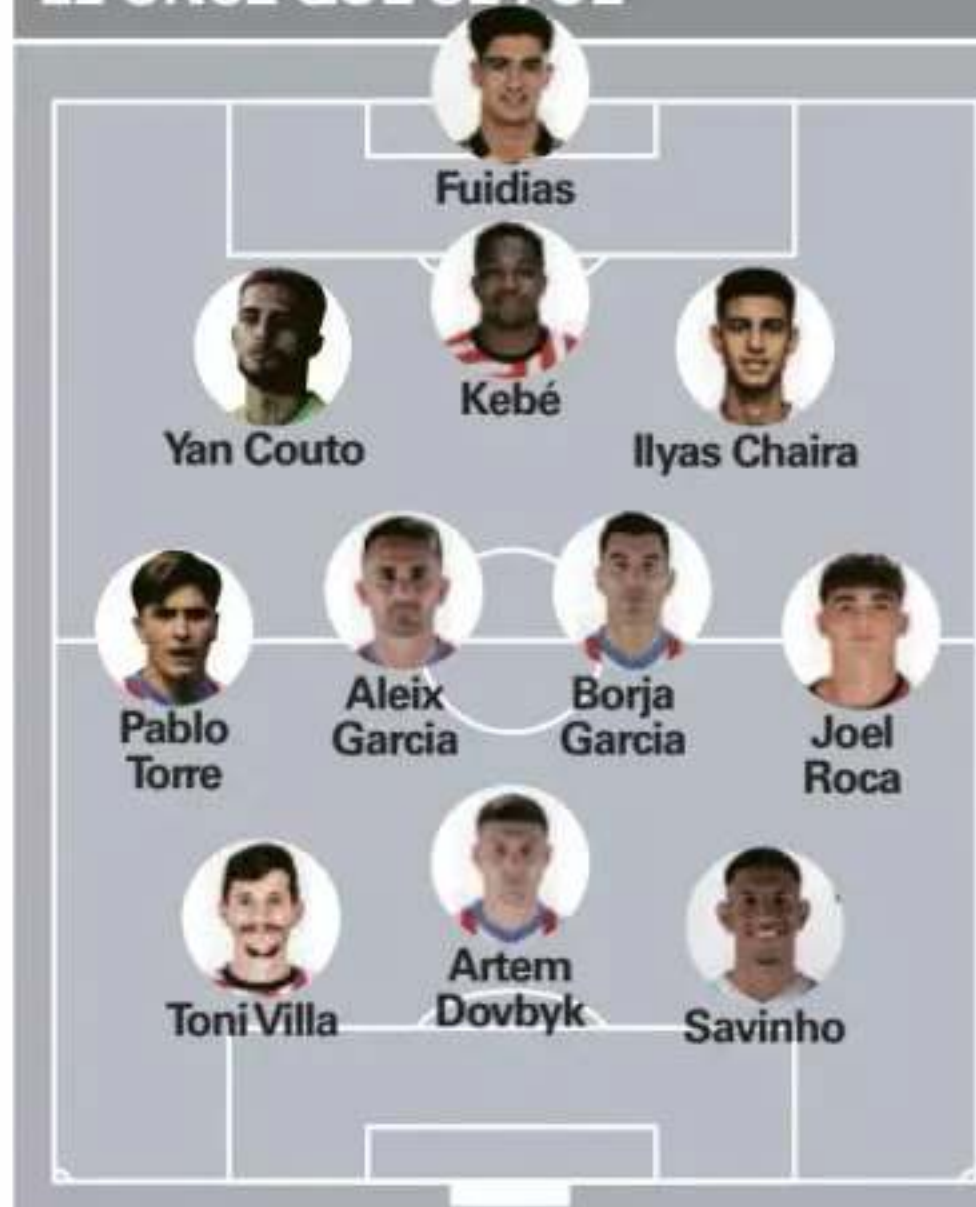 Fuidias
Kebé
Yan Couto
Ilyas Chaira
Aleix
Garcia
Borja
Garcia
Pablo
Torre
Joel
Roca
Artem
Dovbyk
Toni Villa
Savinho